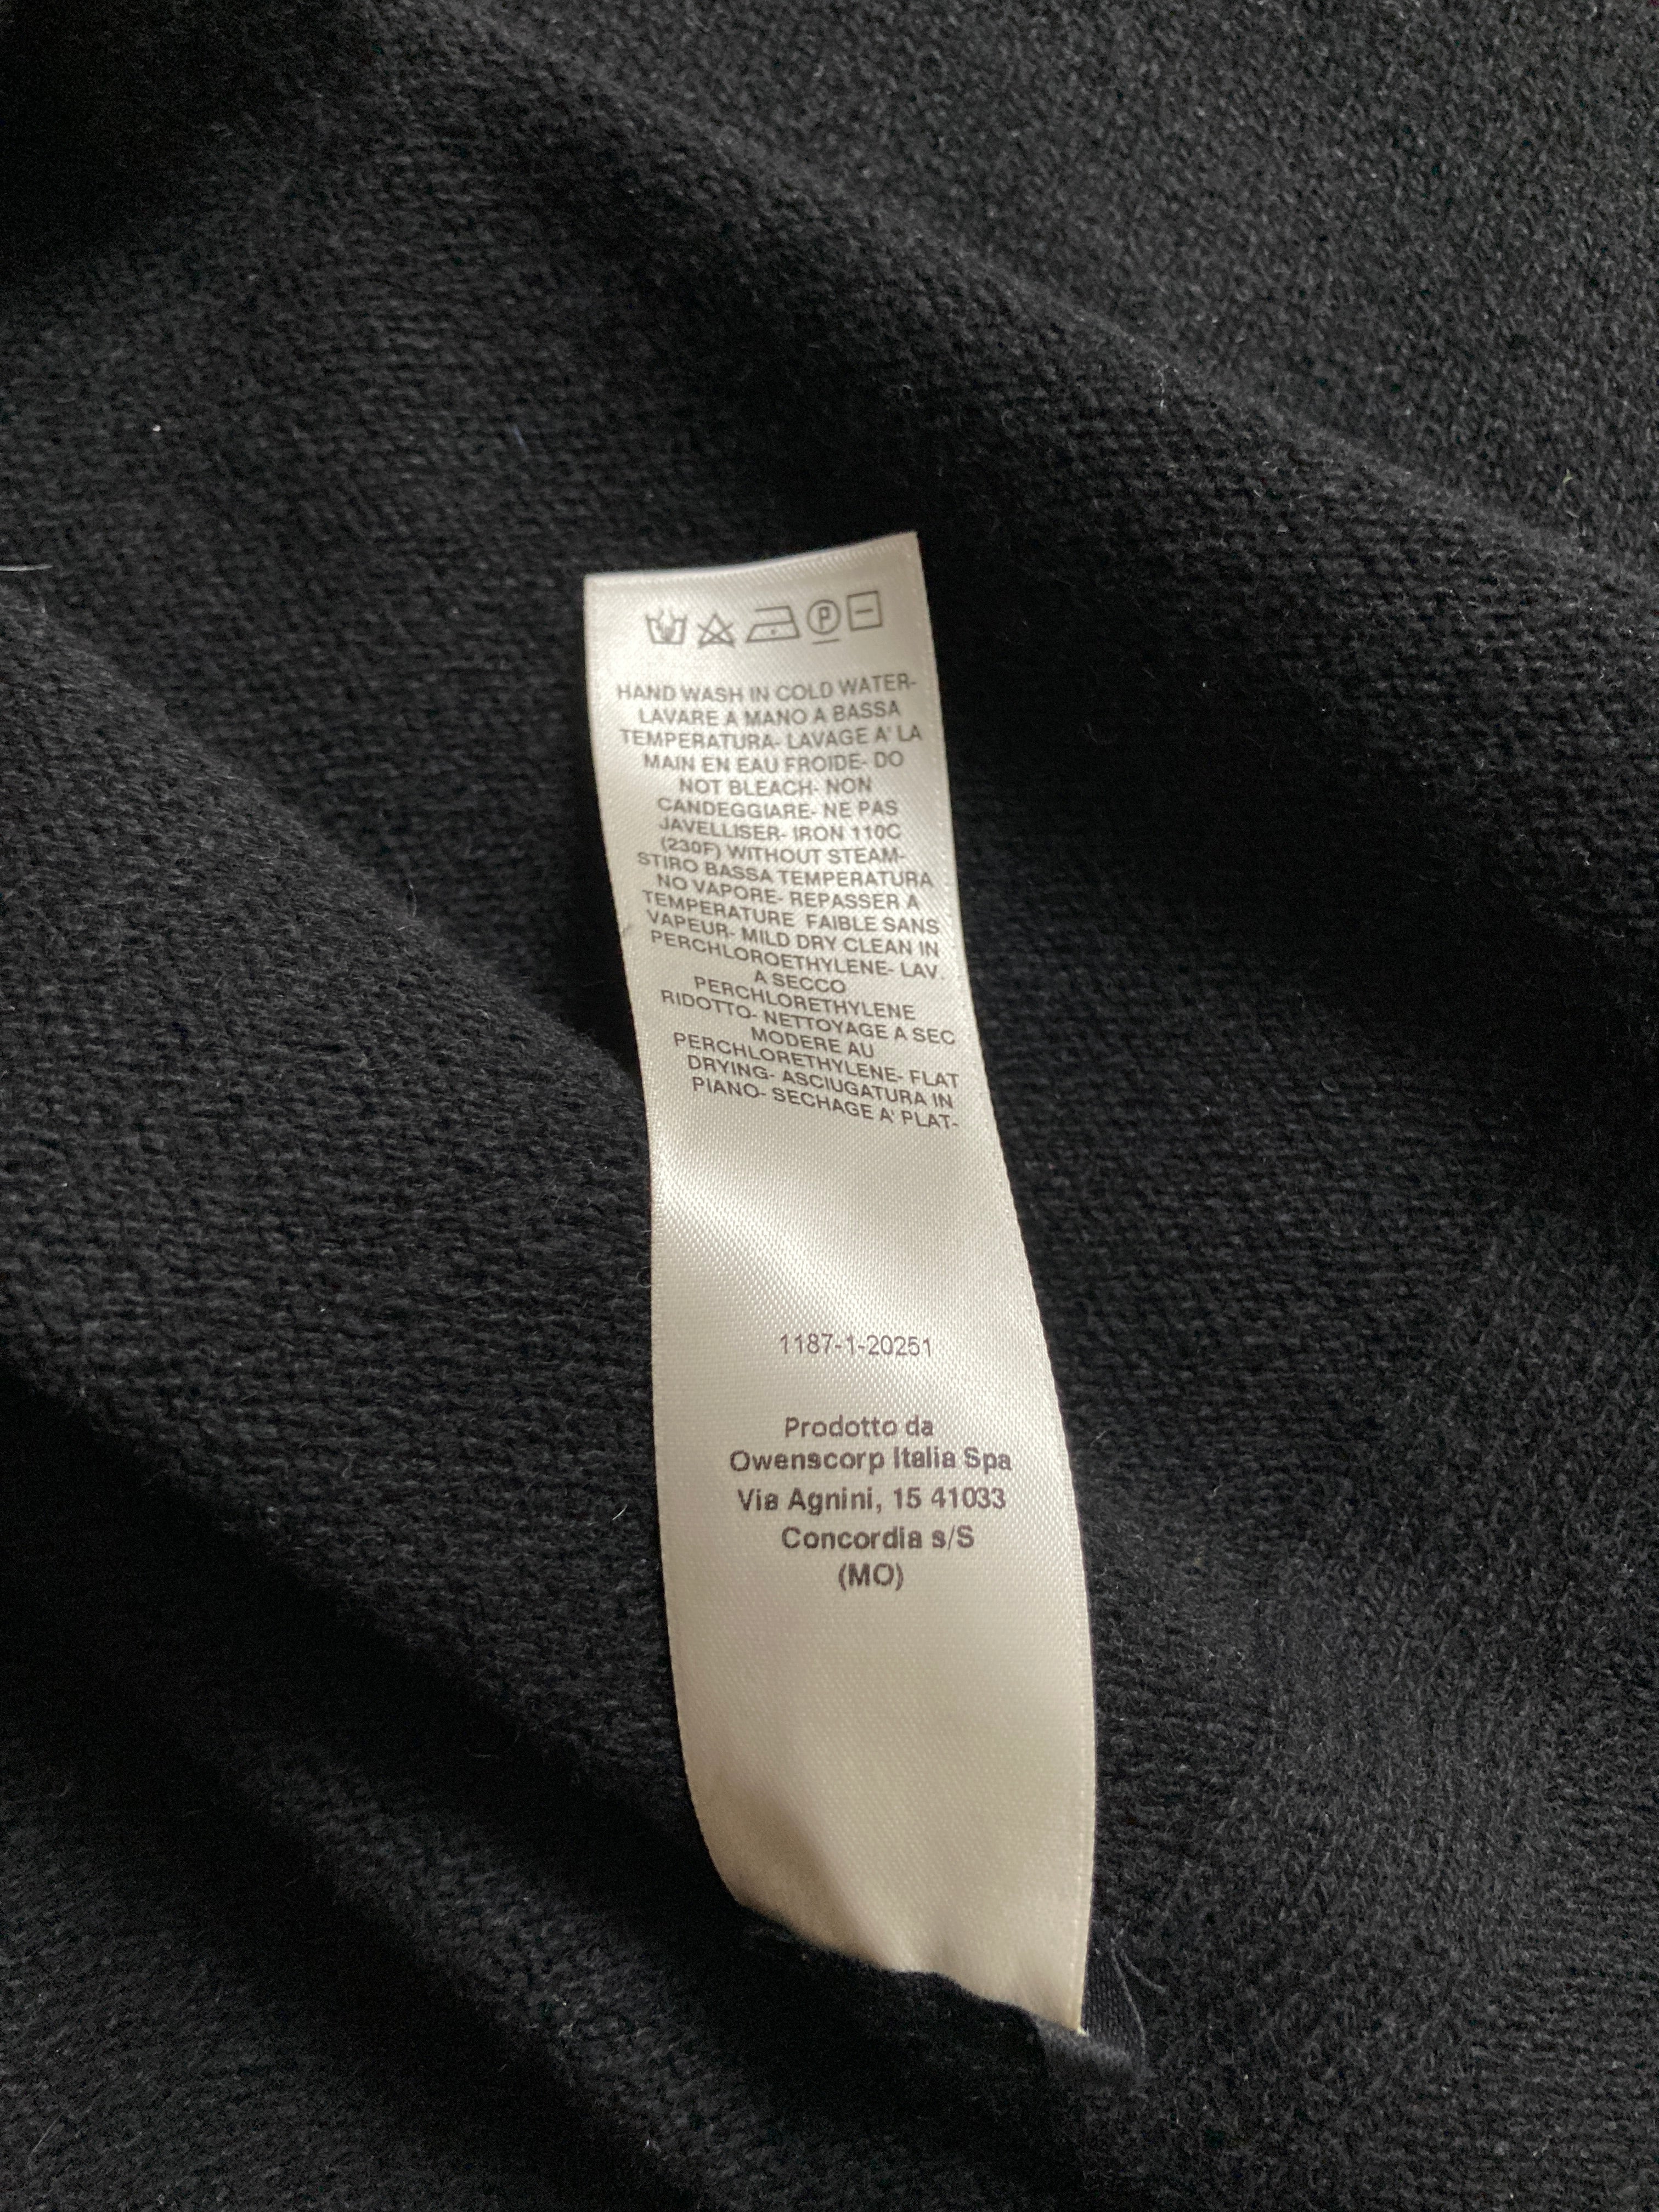 P
HAND WASH IN COLD WATER-
LAVARE A MANO A BASSA
TEMPERATURA- LAVAGE A' LA
MAIN EN EAU FROIDE- DO
NOT BLEACH- NON
CANDEGGIARE- NE PAS
JAVELLISER- IRON 110C
(230F) WITHOUT STEAM-
STIRO BASSA TEMPERATURA
NO VAPORE- REPASSER A
TEMPERATURE FAIBLE SANS
VAPEUR- MILD DRY CLEAN IN
PERCHLOROETHYLENE- LAV.
A SECCO
PERCHLORETHYLENE
RIDOTTO- NETTOYAGE A SEC
MODERE AU
PERCHLORETHYLENE- FLAT
DRYING- ASCIUGATURA IN
PIANO- SECHAGE A' PLAT-
1187-1-20251
Prodotto da
Owenscorp Italia Spa
Via Agnini, 15 41033
Concordia s/S
(MO)